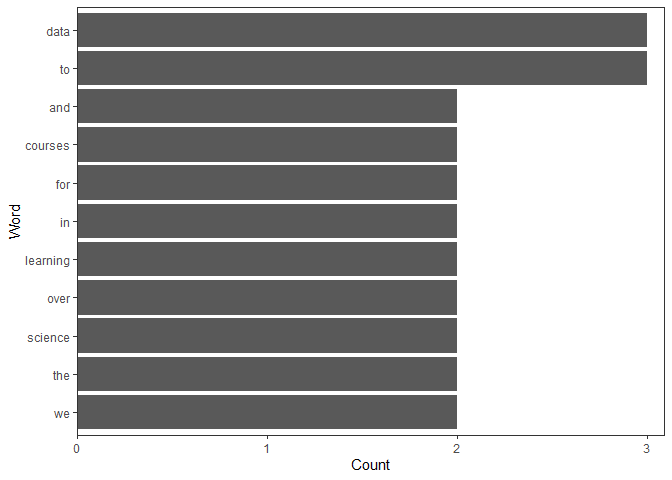 data
to
and
courses
for
in
learning
over
science
the
we
Word
0 1 2 3
Count